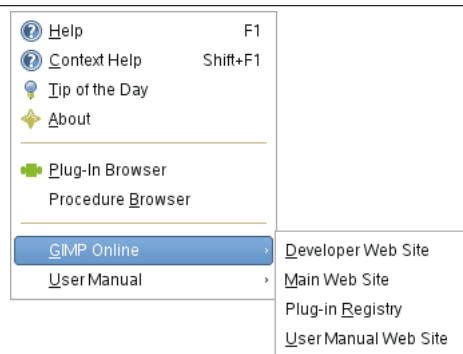 Help F1
Context Help Shift+F1
Tip of the Day
About
Plug-In Browser
Procedure Browser
GIMP Online
User Manual
Developer Web Site
Main Web Site
Plug-in Registry
User Manual Web Site